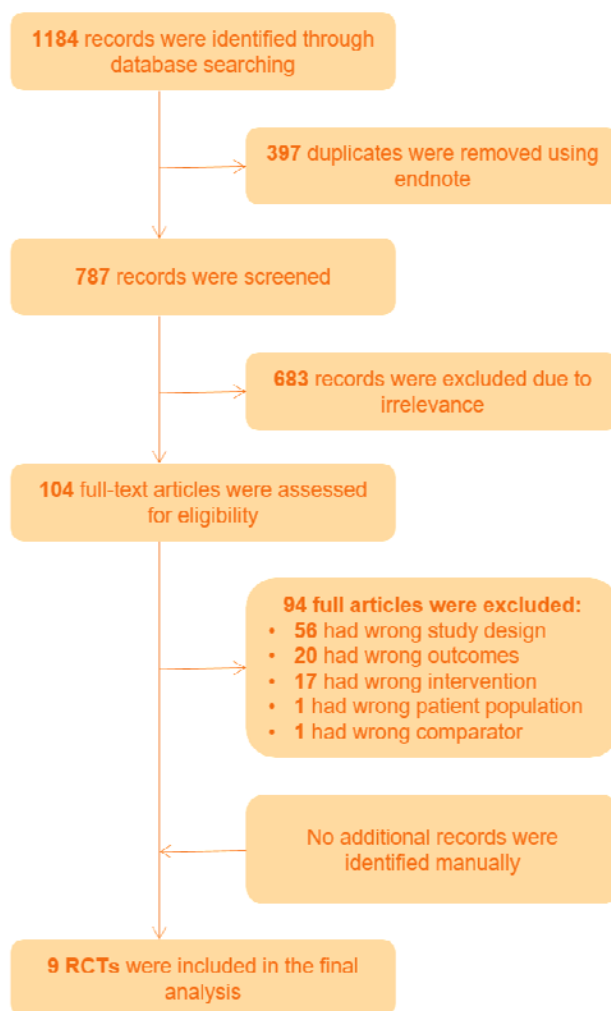 1184 records were identified through
database searching
397 duplicates were removed using
endnote
787 records were screened
683 records were excluded due to
irrelevance
104 full-text articles were assessed
for eligibility
94 full articles were excluded:
• 56 had wrong study design
• 20 had wrong outcomes
• 17 had wrong intervention
• 1 had wrong patient population
• 1 had wrong comparator
No additional records were
identified manually
9 RCTs were included in the final
analysis